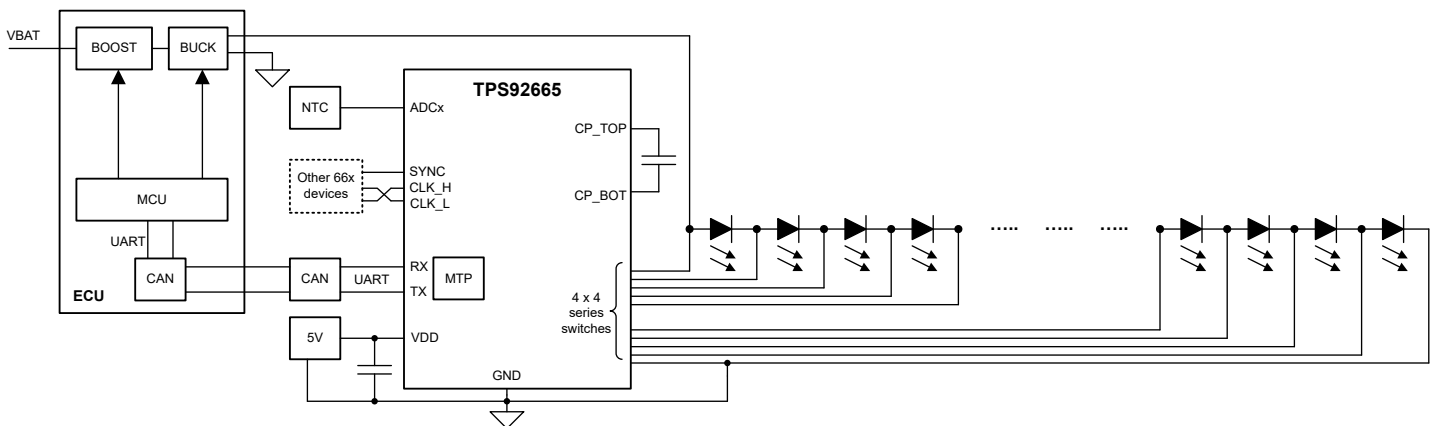 VBAT
BOOST
BUCK
MCU
UART
CAN
ECU
NTC
Other 66x
devices
CAN
UART
5V
TPS92665
ADCx
SYNC
CLK_H
CLK_L
RX
TX
MTP
VDD
GND
CP_TOP
CP_BOT
4 x 4
series
switches
..... ..... .....